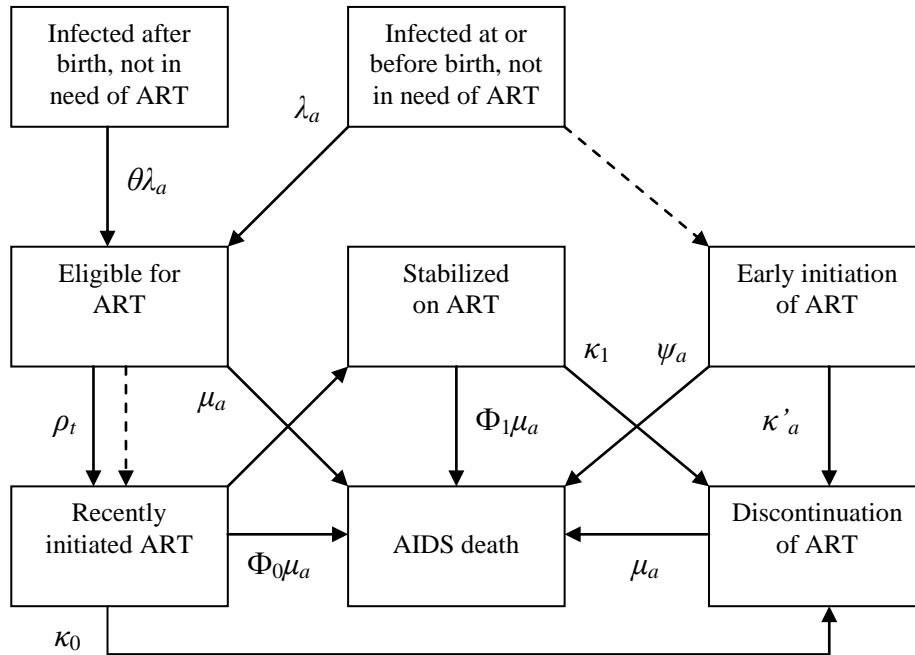 Infected after
birth, not in
need of ART
Infected at or
before birth, not
in need of ART
λa
θλa
Eligible for
ART
Stabilized
on ART
Early initiation
of ART
κ1
ψa
μa
ρt
Φ1μa
κ’a
Recently
initiated ART
AIDS death
Discontinuation
of ART
Φ0μa
μa
κ0